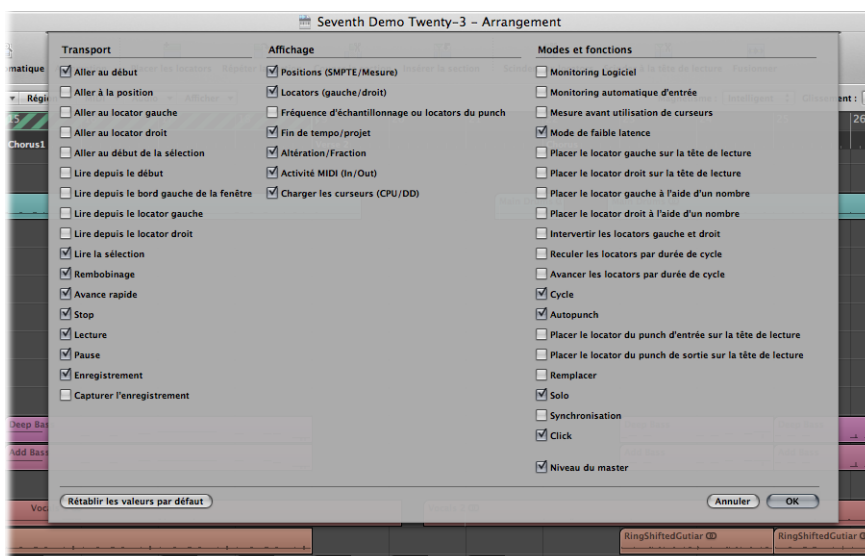 Seventh Demo Twenty-3 – Arrangement
Transport
Aller au début
Aller à la position
Aller au locator gauche
Aller au locator droit
Aller au début de la sélection
Lire depuis le début
Lire depuis le bord gauche de la fenêtre
Lire depuis le locator gauche
Lire depuis le locator droit
Lire la sélection
Rembobinage
Avance rapide
Stop
Lecture
Pause
Enregistrement
Capturer l'enregistrement
Affichage
Positions (SMPTE/Mesure)
Locators (gauche/droit)
Fréquence d'échantillonnage ou locators du punch
Fin de tempo/projet
Altération/Fraction
Activité MIDI (In/Out)
Charger les curseurs (CPU/DD)
Modes et fonctions
Monitoring Logiciel
Monitoring automatique d'entrée
Mesure avant utilisation de curseurs
Mode de faible latence
Placer le locator gauche sur la tête de lecture
Placer le locator droit sur la tête de lecture
Placer le locator gauche à l'aide d'un nombre
Placer le locator droit à l'aide d'un nombre
Intervertir les locators gauche et droit
Reculer les locators par durée de cycle
Avancer les locators par durée de cycle
Cycle
Autopunch
Placer le locator du punch d'entrée sur la tête de lecture
Placer le locator du punch de sortie sur la tête de lecture
Remplacer
Solo
Synchronisation
Click
Niveau du master
Rétablir les valeurs par défaut
Annuler
OK
omatique
Régi
ent :
26
Chorus1
Deep Bas
Add Bass
Voca
RingShiftedGutiar
RingShiftedGutiar